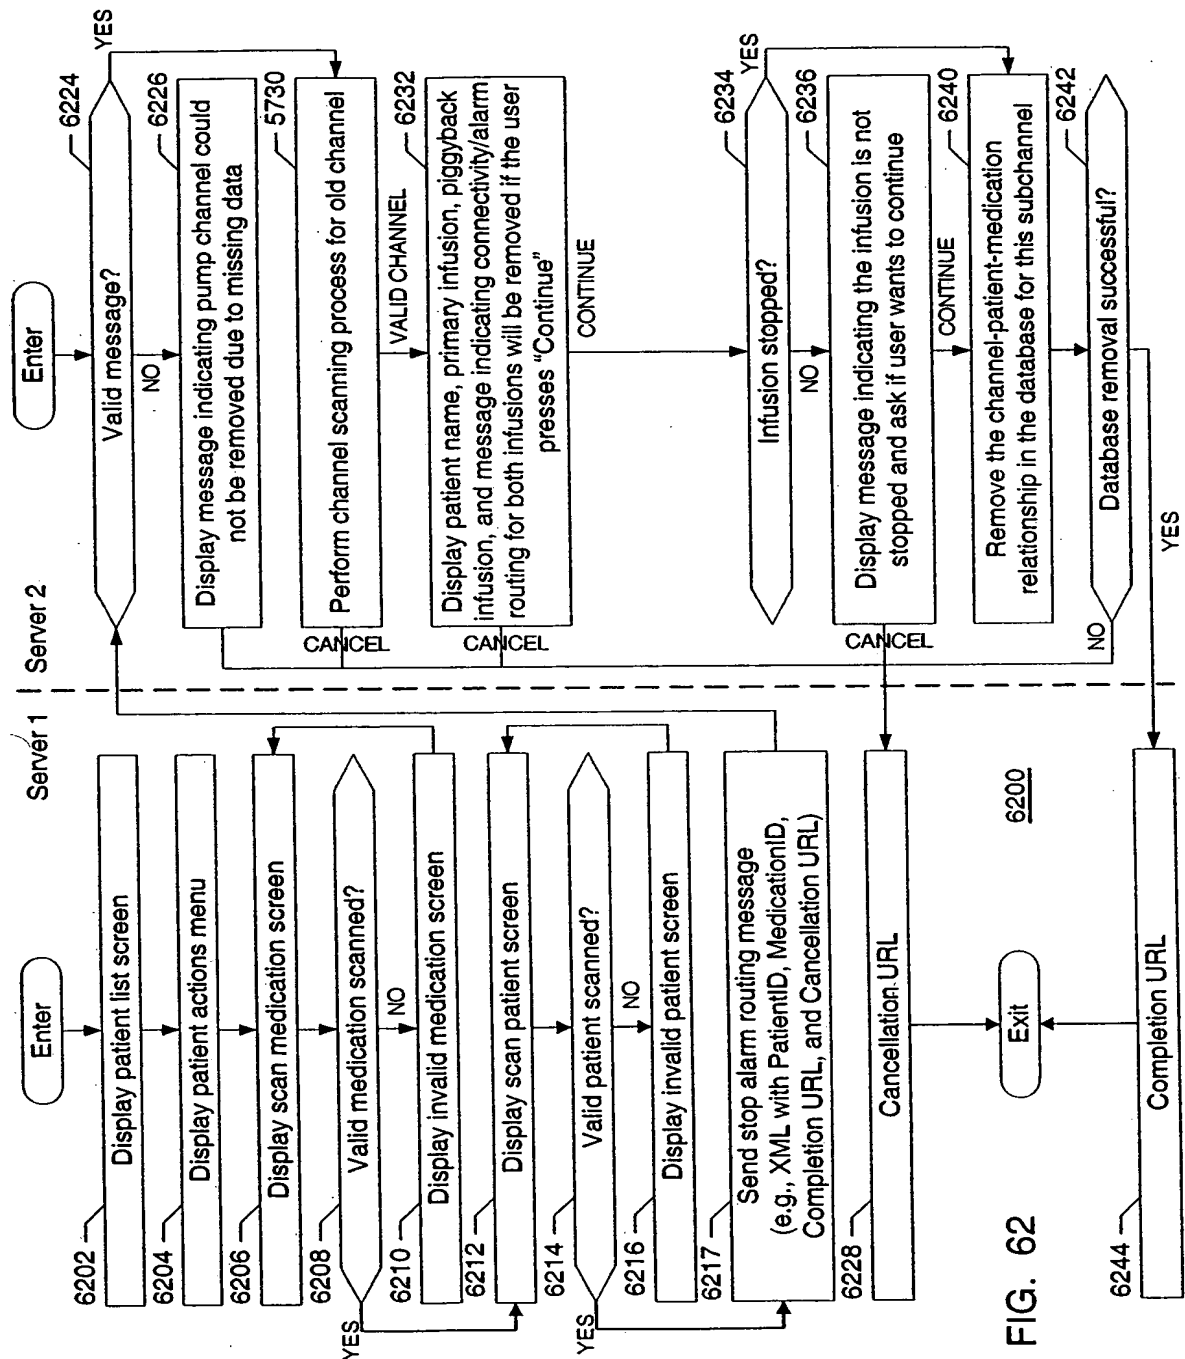 Server 1
Enter
6202
Display patient list screen
6204
Display patient actions menu
6206
Display scan medication screen
6208
Valid medication scanned?
YES
NO
6210
Display invalid medication screen
6212
Display scan patient screen
6214
Valid patient scanned?
YES
NO
6216
Display invalid patient screen
6217
Send stop alarm routing message
(e.g., XML with PatientID, MedicationID,
Completion URL, and Cancellation URL)
6228
Cancellation URL
Exit
6200
FIG. 62
6244
Completion URL
Server 2
Enter
6224
Valid message?
YES
NO
6226
Display message indicating pump channel could
not be removed due to missing data
5730
Perform channel scanning process for old channel
CANCEL
VALID CHANNEL
6232
Display patient name, primary infusion, piggyback
infusion, and message indicating connectivity/alarm
routing for both infusions will be removed if the user
presses "Continue"
CANCEL
CONTINUE
6234
Infusion stopped?
YES
NO
6236
Display message indicating the infusion is not
stopped and ask if user wants to continue
CANCEL
CONTINUE
6240
Remove the channel-patient-medication
relationship in the database for this subchannel
6242
Database removal successful?
NO
YES